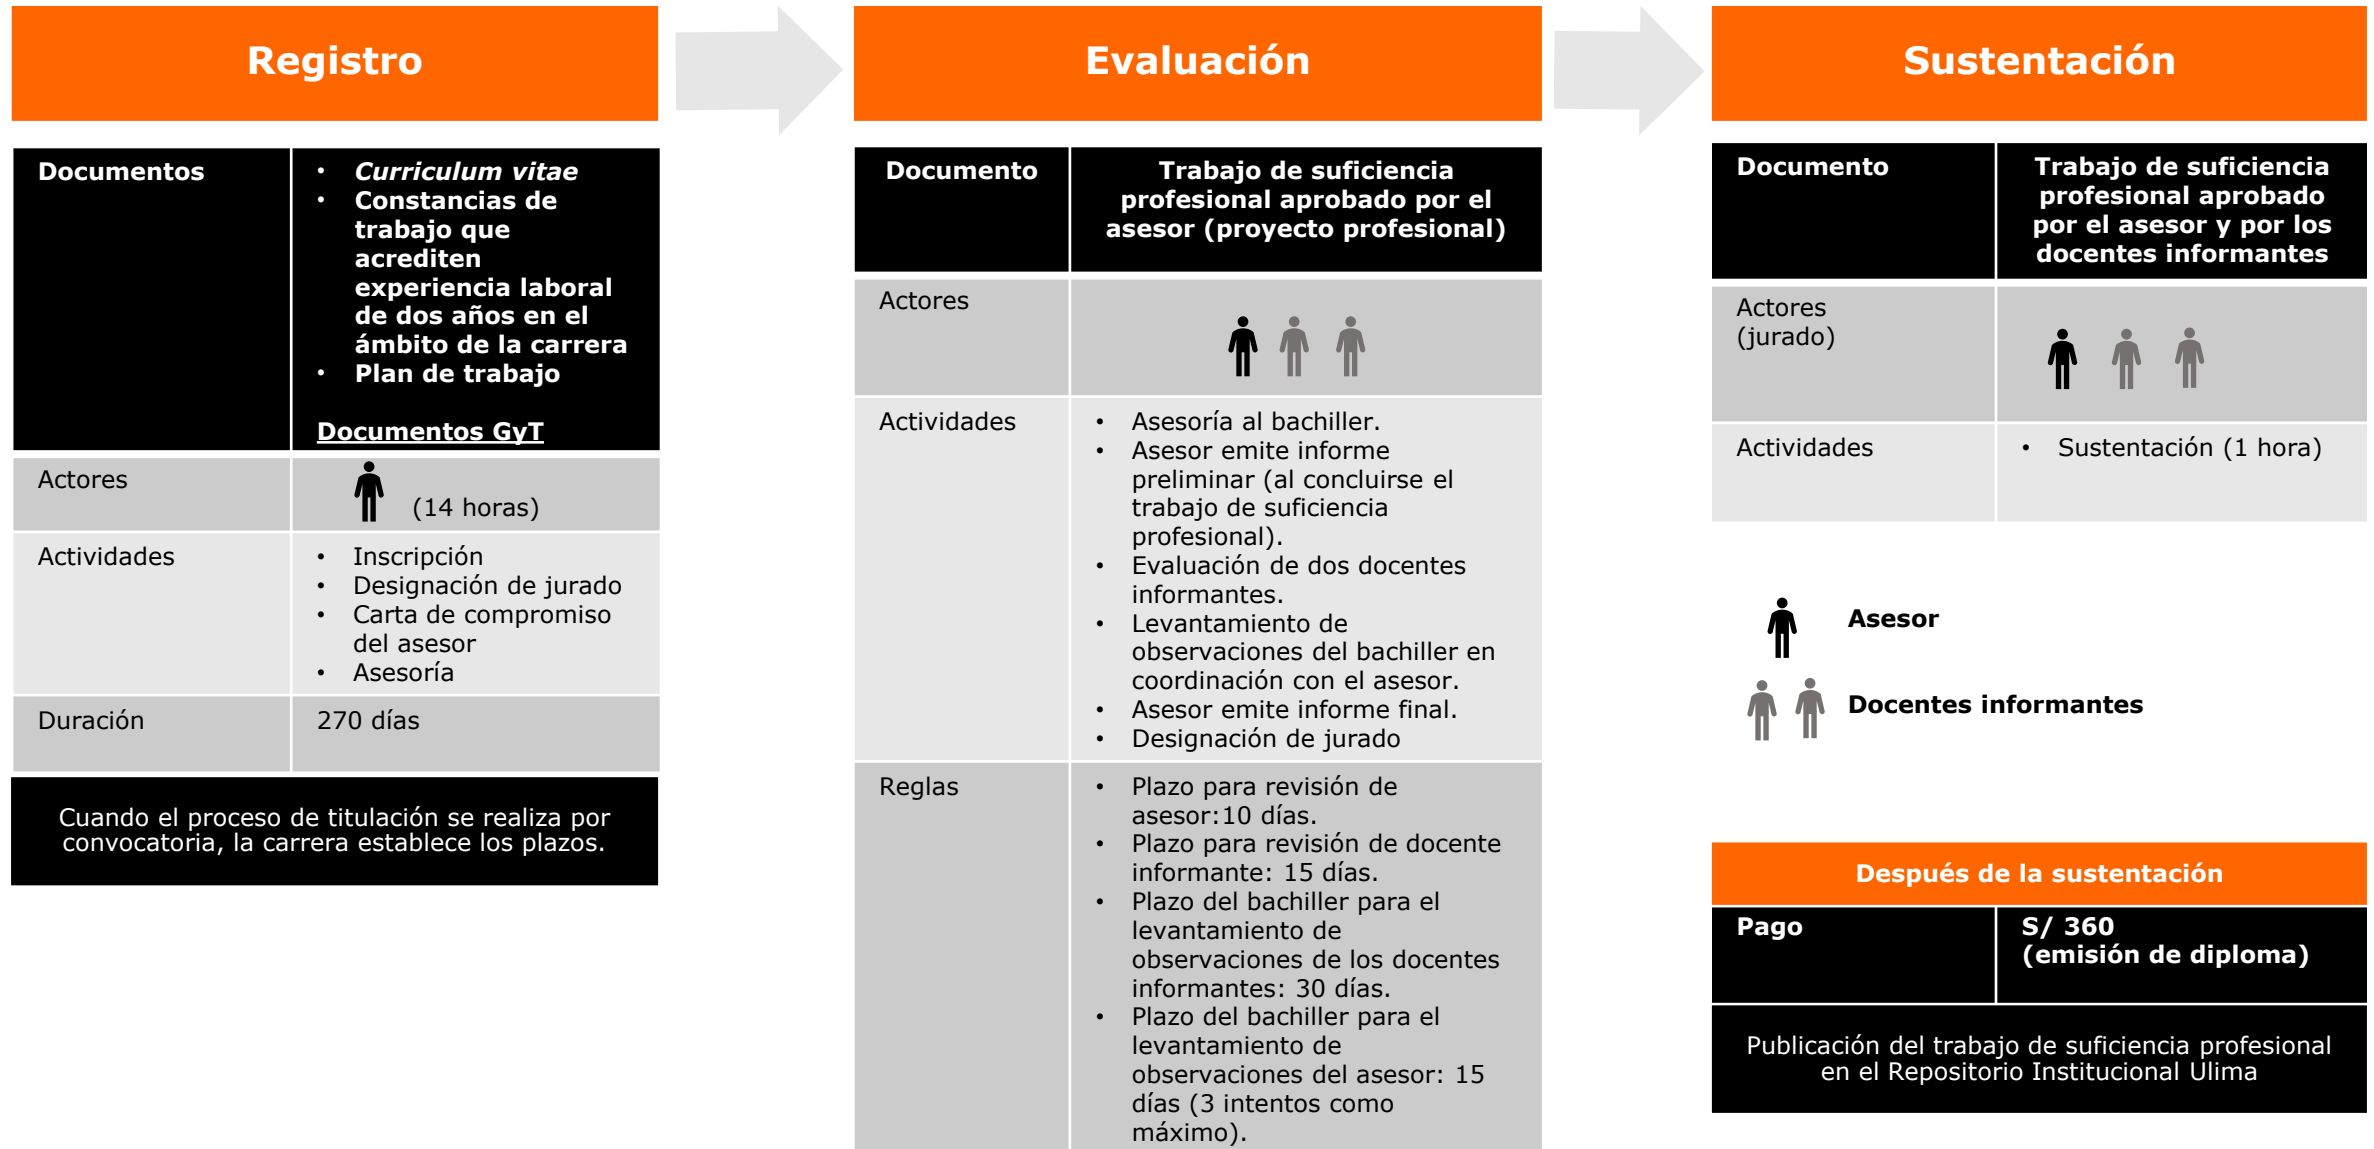 Registro
Documentos
• Curriculum vitae
• Constancias de
trabajo que
acrediten
experiencia laboral
de dos años en el
ámbito de la carrera
• Plan de trabajo
Documentos GyT
Actores
(14 horas)
Actividades
• Inscripción
• Designación de jurado
• Carta de compromiso
del asesor
• Asesoría
Duración
270 días
Cuando el proceso de titulación se realiza por
convocatoria, la carrera establece los plazos.
Evaluación
Documento
Trabajo de suficiencia
profesional aprobado por el
asesor (proyecto profesional)
Actores
Actividades
• Asesoría al bachiller.
• Asesor emite informe
preliminar (al concluirse el
trabajo de suficiencia
profesional).
• Evaluación de dos docentes
informantes.
• Levantamiento de
observaciones del bachiller en
coordinación con el asesor.
• Asesor emite informe final.
• Designación de jurado
Reglas
• Plazo para revisión de
asesor:10 días.
• Plazo para revisión de docente
informante: 15 días.
• Plazo del bachiller para el
levantamiento de
observaciones de los docentes
informantes: 30 días.
• Plazo del bachiller para el
levantamiento de
observaciones del asesor: 15
días (3 intentos como
máximo).
Sustentación
Documento
Trabajo de suficiencia
profesional aprobado
por el asesor y por los
docentes informantes
Actores
(jurado)
Actividades
• Sustentación (1 hora)
Asesor
Docentes informantes
Después de la sustentación
Pago
S/ 360
(emisión de diploma)
Publicación del trabajo de suficiencia profesional
en el Repositorio Institucional Ulima